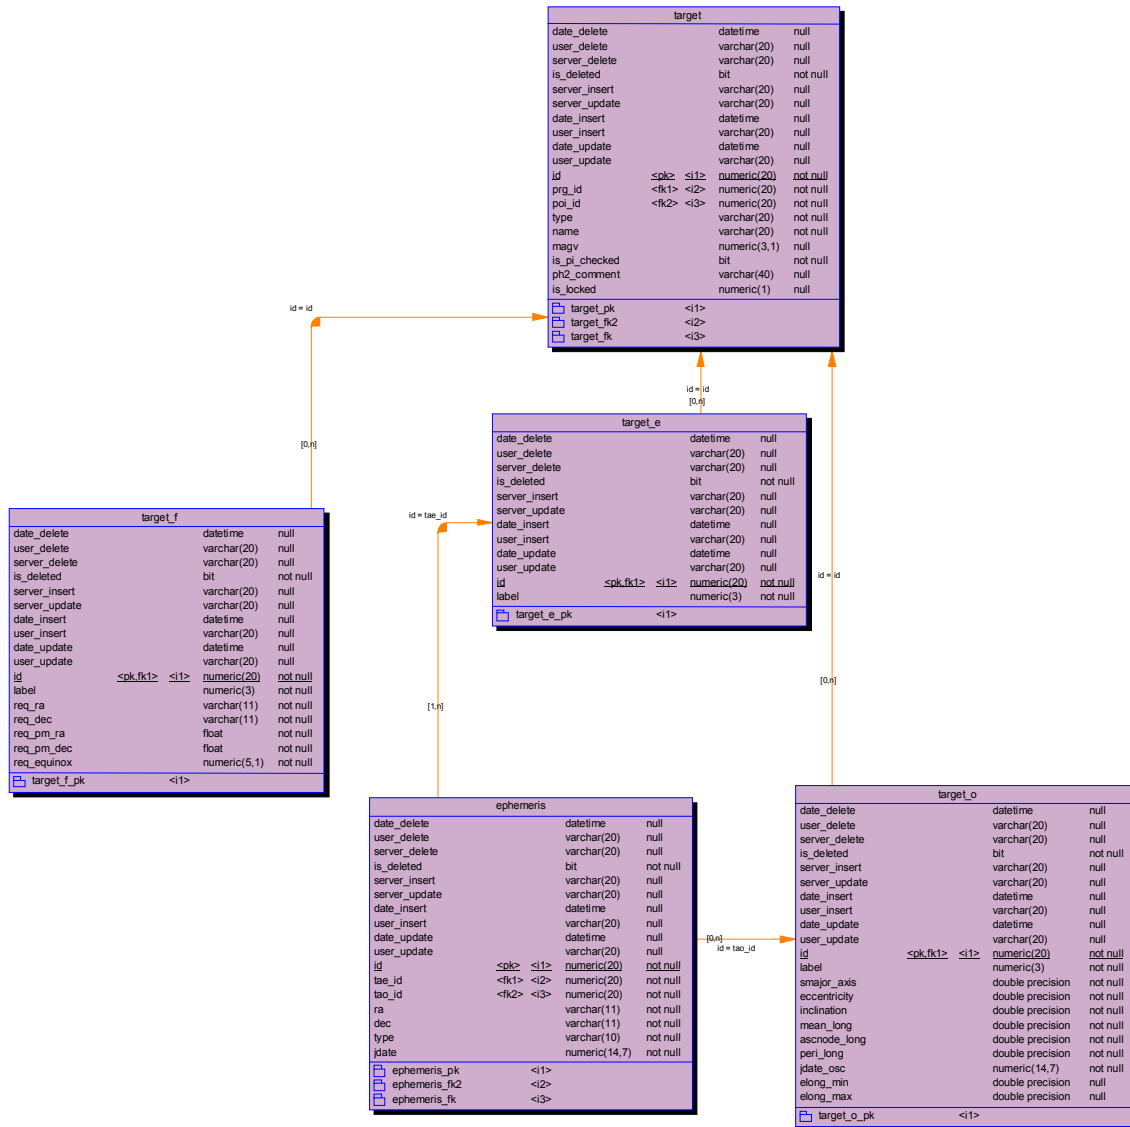 target
date_delete datetime null
user_delete varchar(20) null
server_delete varchar(20) null
is_deleted bit not null
server_insert varchar(20) null
server_update varchar(20) null
date_insert datetime null
user_insert varchar(20) null
date_update datetime null
user_update varchar(20) null
id <pk> <i1> numeric(20) not null
prg_id <fk1> <i2> numeric(20) not null
poi_id <fk2> <i3> numeric(20) not null
type varchar(20) not null
name varchar(20) not null
magv numeric(3,1) null
is_pi_checked bit not null
ph2_comment varchar(40) null
is_locked numeric(1) null
target_pk <i1>
target_fk2 <i2>
target_fk <i3>
id = id
[0,n]
id = id
[0,n]
id = id
[0,n]
target_e
date_delete datetime null
user_delete varchar(20) null
server_delete varchar(20) null
is_deleted bit not null
server_insert varchar(20) null
server_update varchar(20) null
date_insert datetime null
user_insert varchar(20) null
date_update datetime null
user_update varchar(20) null
id <pk,fk1> <i1> numeric(20) not null
label numeric(3) not null
target_e_pk <i1>
id = tae_id
[1,n]
target_f
date_delete datetime null
user_delete varchar(20) null
server_delete varchar(20) null
is_deleted bit not null
server_insert varchar(20) null
server_update varchar(20) null
date_insert datetime null
user_insert varchar(20) null
date_update datetime null
user_update varchar(20) null
id <pk,fk1> <i1> numeric(20) not null
label numeric(3) not null
req_ra varchar(11) not null
req_dec varchar(11) not null
req_pm_ra float not null
req_pm_dec float not null
req_equinox numeric(5,1) not null
target_f_pk <i1>
ephemeris
date_delete datetime null
user_delete varchar(20) null
server_delete varchar(20) null
is_deleted bit not null
server_insert varchar(20) null
server_update varchar(20) null
date_insert datetime null
user_insert varchar(20) null
date_update datetime null
user_update varchar(20) null
id <pk> <i1> numeric(20) not null
tae_id <fk1> <i2> numeric(20) not null
tao_id <fk2> <i3> numeric(20) not null
ra varchar(11) not null
dec varchar(11) not null
type varchar(10) not null
jdate numeric(14,7) not null
ephemeris_pk <i1>
ephemeris_fk2 <i2>
ephemeris_fk <i3>
[0,n]
id = tao_id
target_o
date_delete datetime null
user_delete varchar(20) null
server_delete varchar(20) null
is_deleted bit not null
server_insert varchar(20) null
server_update varchar(20) null
date_insert datetime null
user_insert varchar(20) null
date_update datetime null
user_update varchar(20) null
id <pk,fk1> <i1> numeric(20) not null
label numeric(3) not null
smajor_axis double precision not null
eccentricity double precision not null
inclination double precision not null
mean_long double precision not null
ascnode_long double precision not null
peri_long double precision not null
jdate_osc numeric(14,7) not null
elong_min double precision null
elong_max double precision null
target_o_pk <i1>